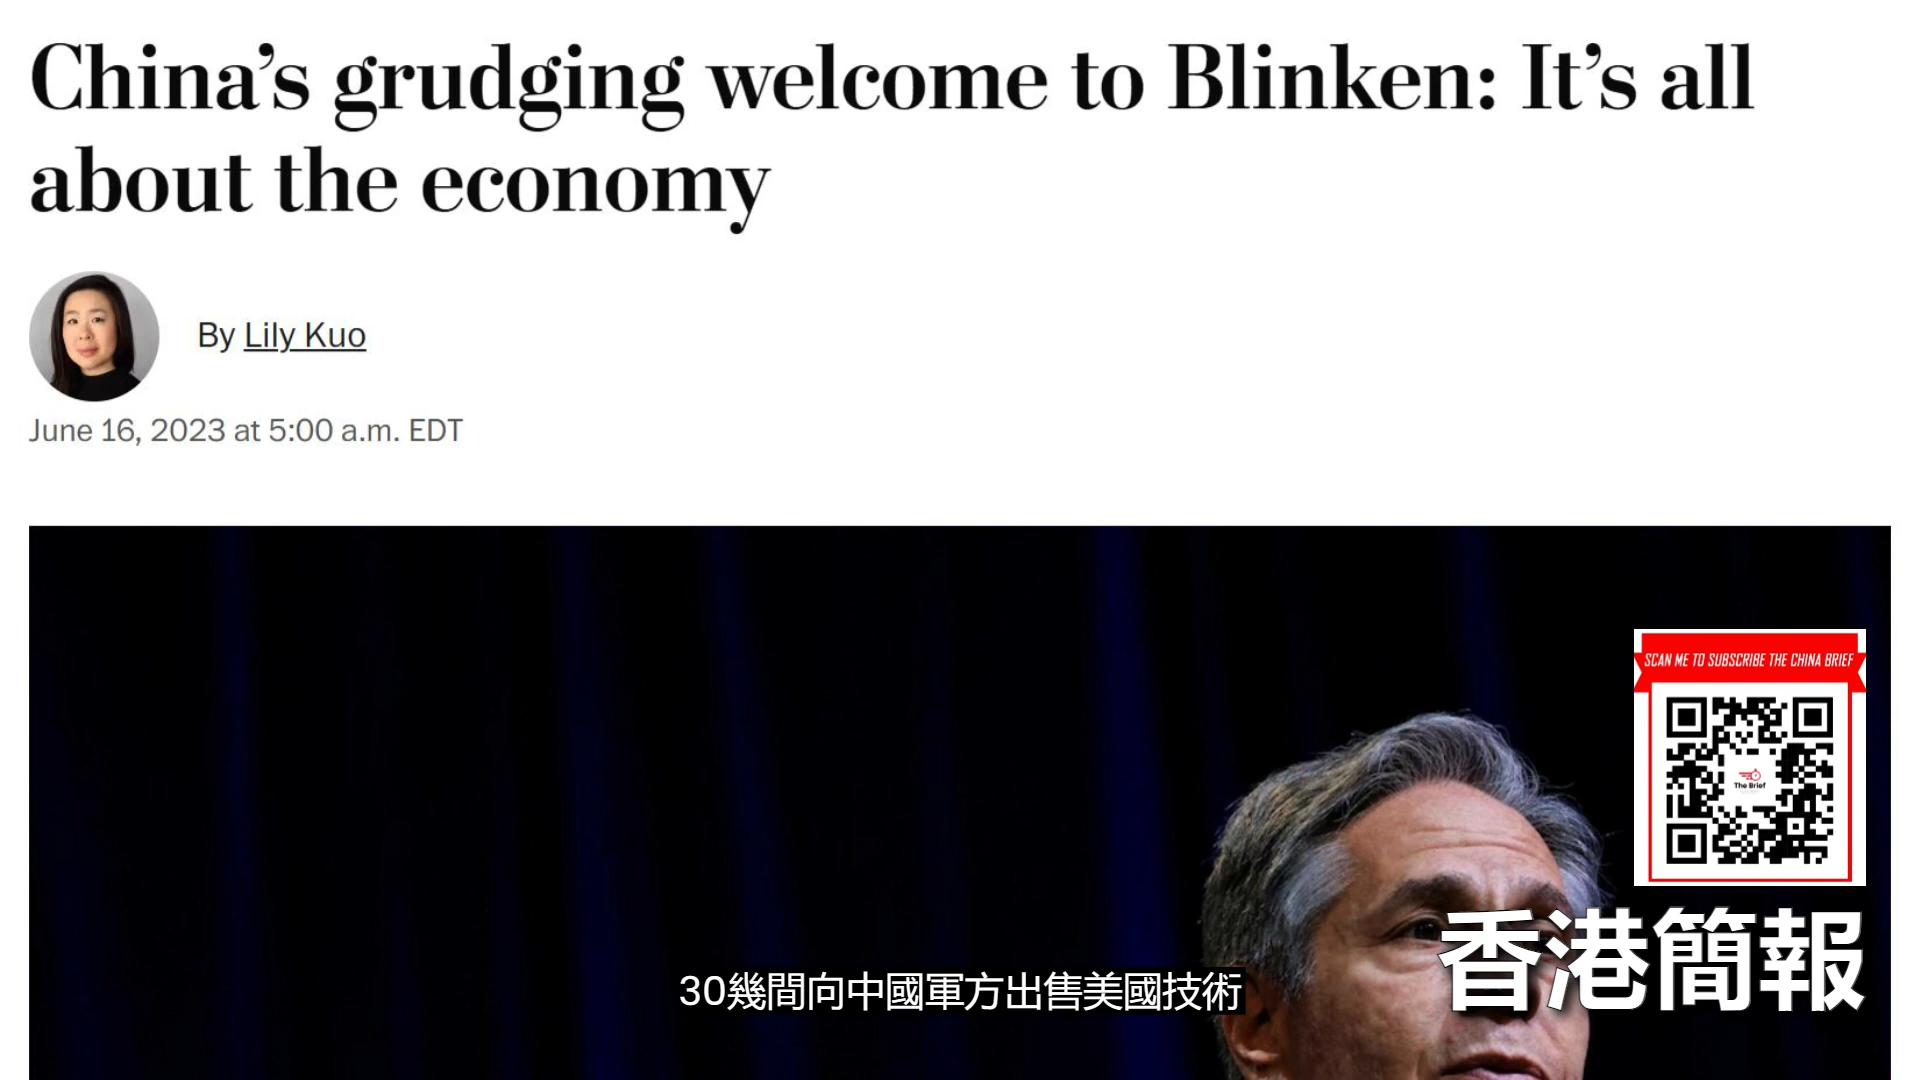 China’s grudging welcome to Blinken: It’s all
about the economy
By Lily Kuo
June 16, 2023 at 5:00 a.m. EDT
SCAN ME TO SUBSCRIBE THE CHINA BRIEF
The Brief
香港簡報
30幾間向中國軍方出售美國技術